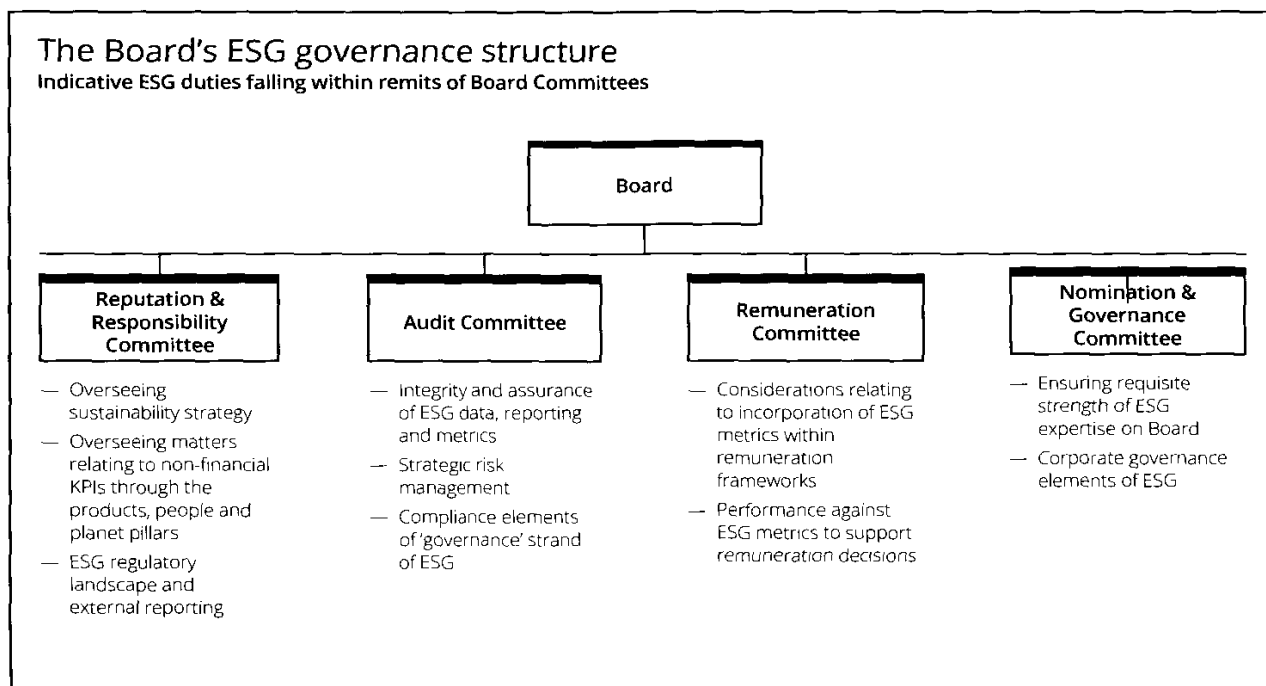 The Board's ESG governance structure
Indicative ESG duties falling within remits of Board Committees
Board
Reputation &
Responsibility
Committee
— Overseeing
sustainability strategy
— Overseeing matters
relating to non-financial
KPIs through the
products, people and
planet pillars
— ESG regulatory
landscape and
external reporting
Audit Committee
— Integrity and assurance
of ESG data, reporting
and metrics
— Strategic risk
management
— Compliance elements
of 'governance' strand
of ESG
Remuneration
Committee
— Considerations relating
to incorporation of ESG
metrics within
remuneration
frameworks
— Performance against
ESG metrics to support
remuneration decisions
Nomination &
Governance
Committee
— Ensuring requisite
strength of ESG
expertise on Board
— Corporate governance
elements of ESG